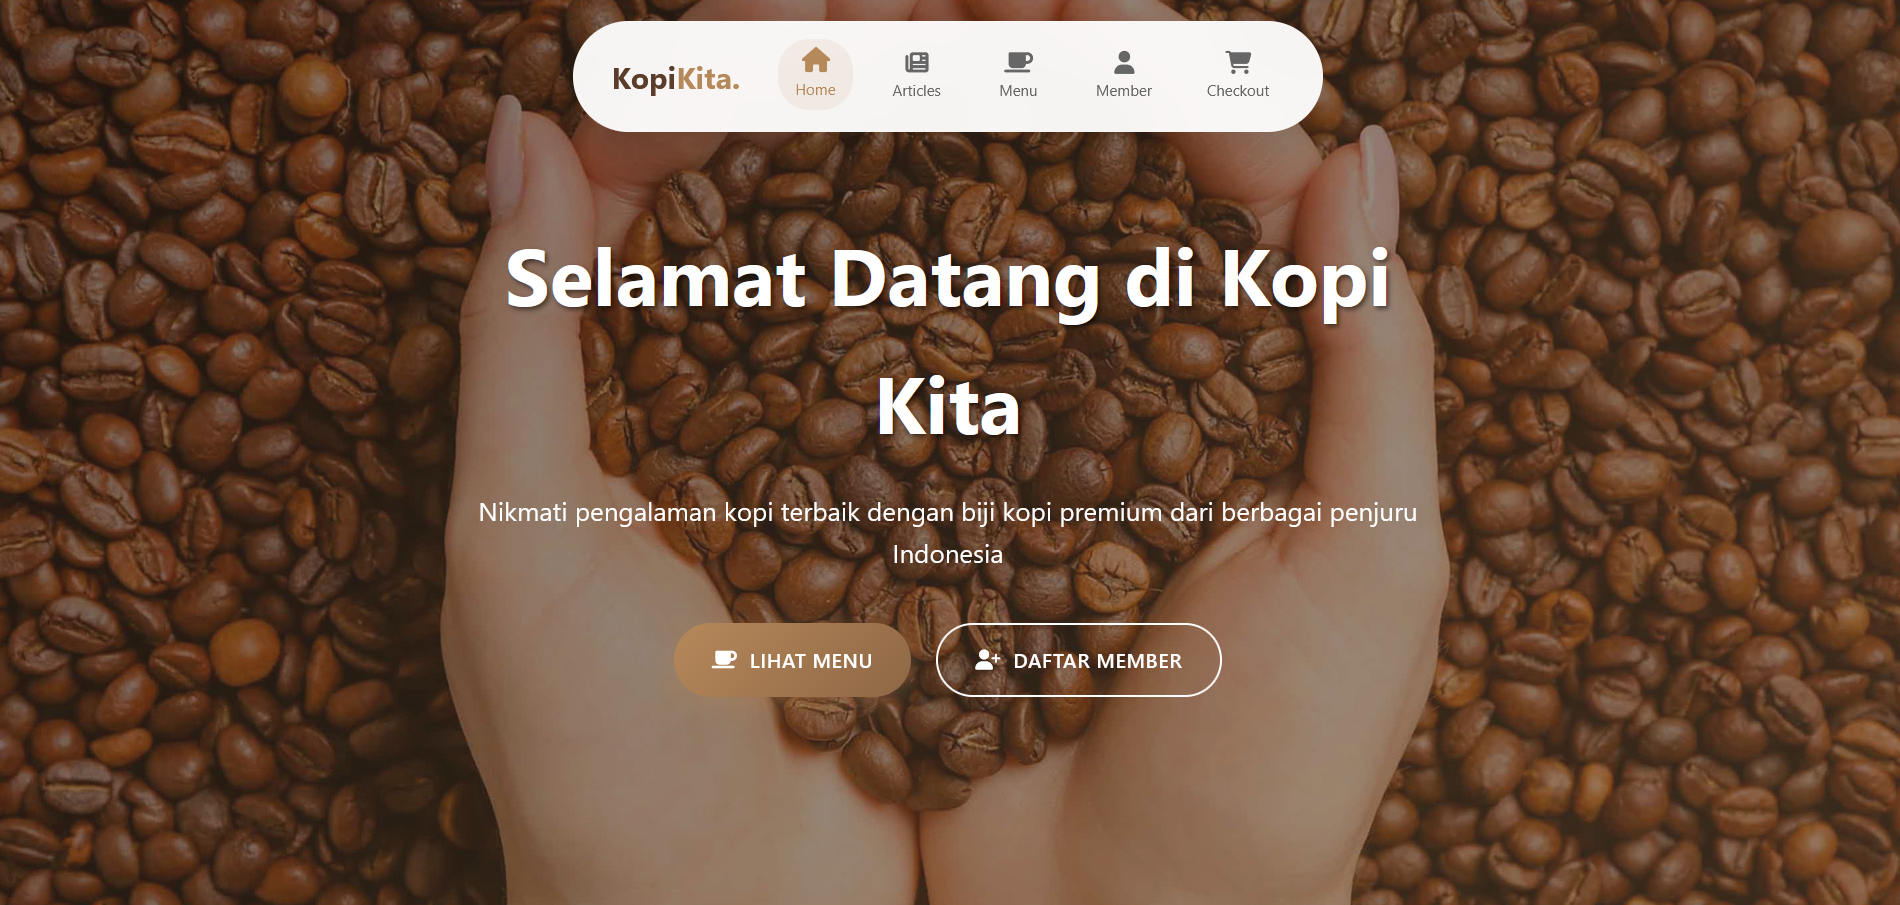 KopiKita.
Home
Articles
Menu
Member
Checkout
Selamat Datang di Kopi
Kita
Nikmati pengalaman kopi terbaik dengan biji kopi premium dari berbagai penjuru
Indonesia
LIHAT MENU
DAFTAR MEMBER